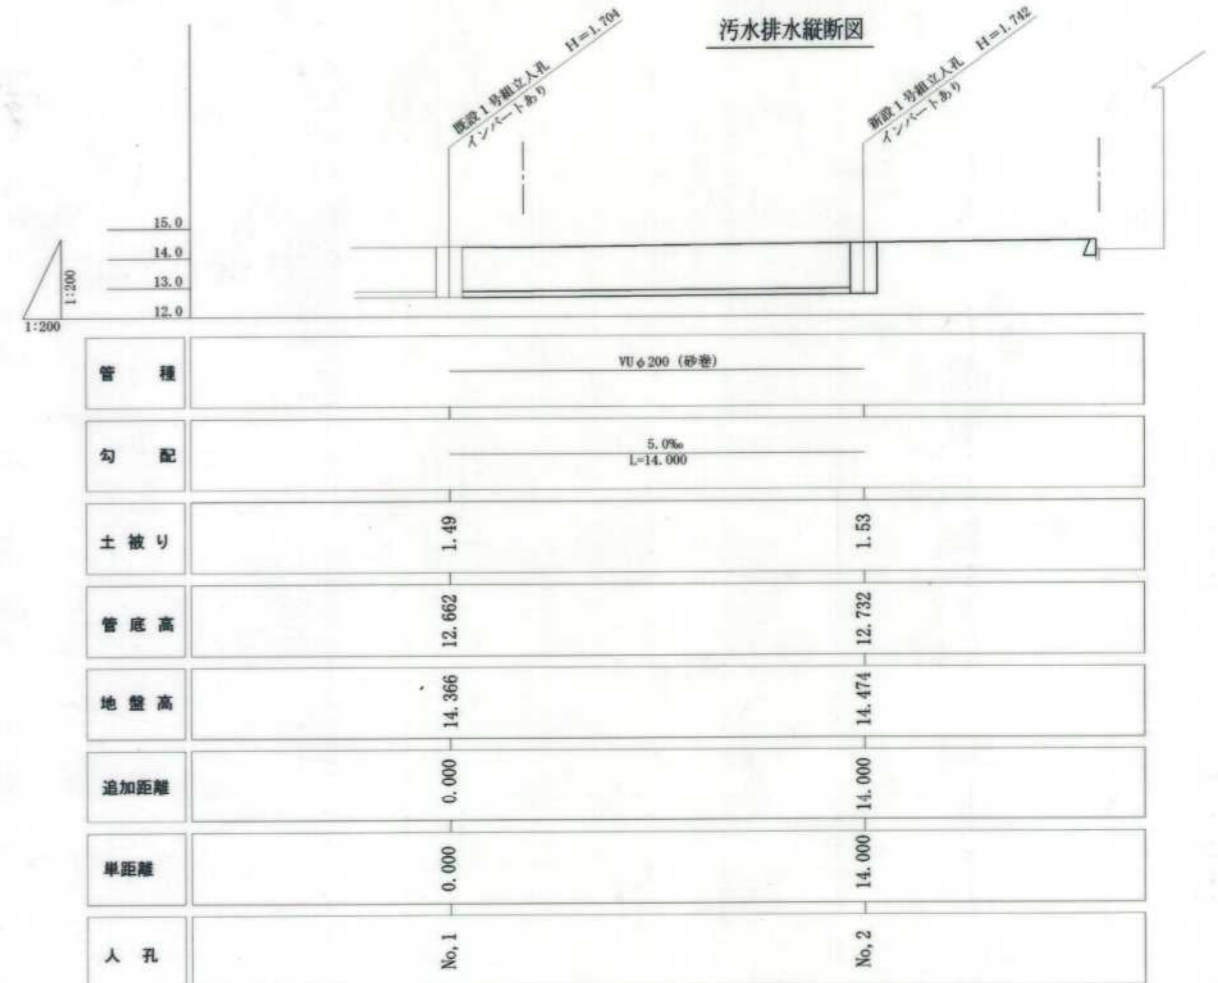 汚水排水縦断図
既設1号組立人孔 H=1.704
インバートあり
新設1号組立人孔 H=1.742
インバートあり
15.0
14.0
13.0
12.0
1:200
1:200
管種 VUφ200 (砂巻)
勾配 5.0‰
L=14.000
土被り 1.49 1.53
管底高 12.662 12.732
地盤高 14.366 14.474
追加距離 0.000 14.000
単距離 0.000 14.000
人孔 No,1 No,2